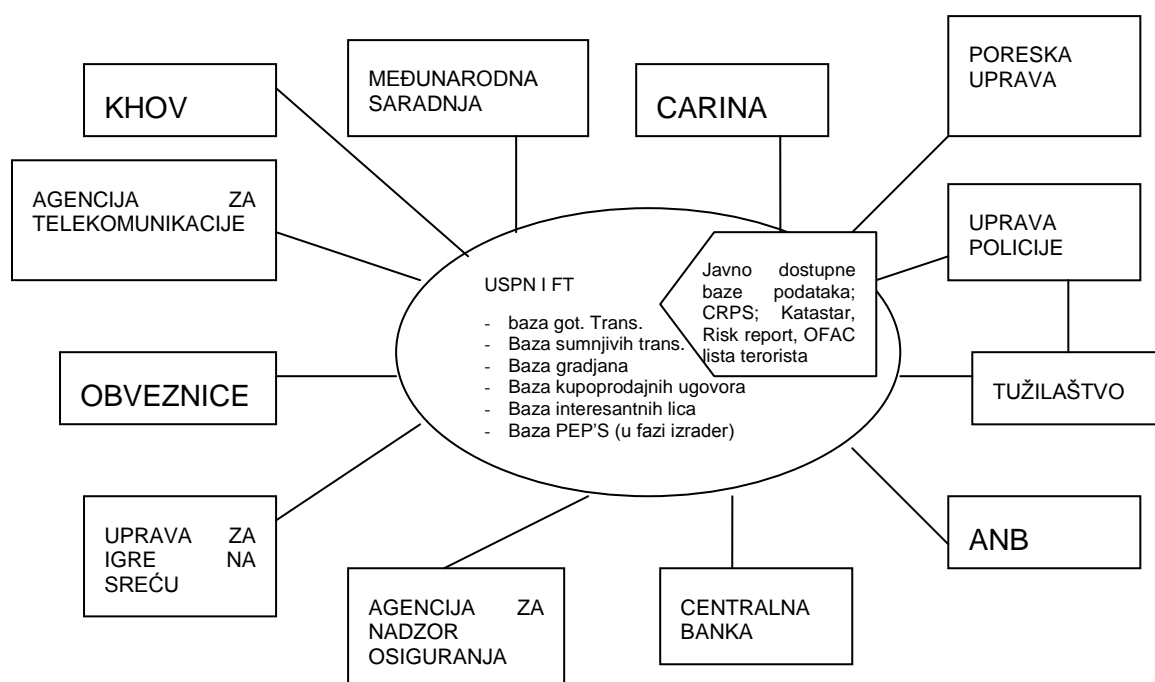 KHOV
MEĐUNARODNA
SARADNJA
CARINA
PORESKA
UPRAVA
AGENCIJA ZA
TELEKOMUNIKACIJE
UPRAVA
POLICIJE
USPN I FT
- baza got. Trans.
- Baza sumnjivih trans.
- Baza gradjana
- Baza kupoprodajnih ugovora
- Baza interesantnih lica
- Baza PEP'S (u fazi izrader)
Javno dostupne
baze podataka;
CRPS; Katastar,
Risk report, OFAC
lista terorista
OBVEZNICE
TUŽILAŠTVO
UPRAVA ZA
IGRE NA
SREĆU
AGENCIJA ZA
NADZOR
OSIGURANJA
CENTRALNA
BANKA
ANB